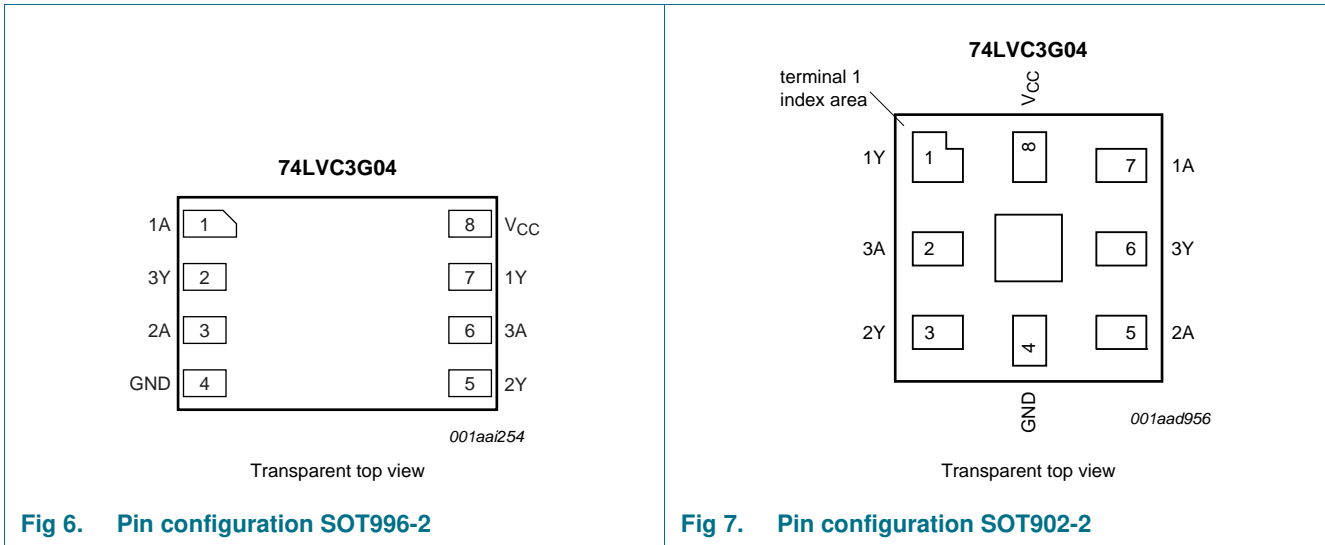 74LVC3G04
1A 1 8 VCC
3Y 2 7 1Y
2A 3 6 3A
GND 4 5 2Y
001aai254
Transparent top view
Fig 6. Pin configuration SOT996-2
74LVC3G04
terminal 1
index area
VCC
1Y 1 8 7 1A
3A 2 6 3Y
2Y 3 4 5 2A
GND
001aad956
Transparent top view
Fig 7. Pin configuration SOT902-2